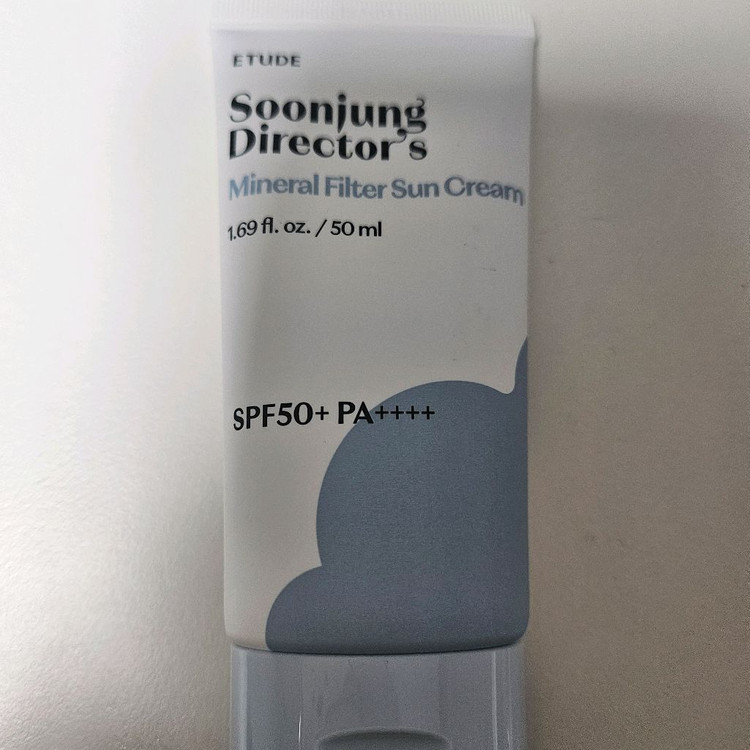 ETUDE
Soonjung
Director's
Mineral Filter Sun Cream
1.69 fl. oz. / 50 ml
SPF50+ PA++++